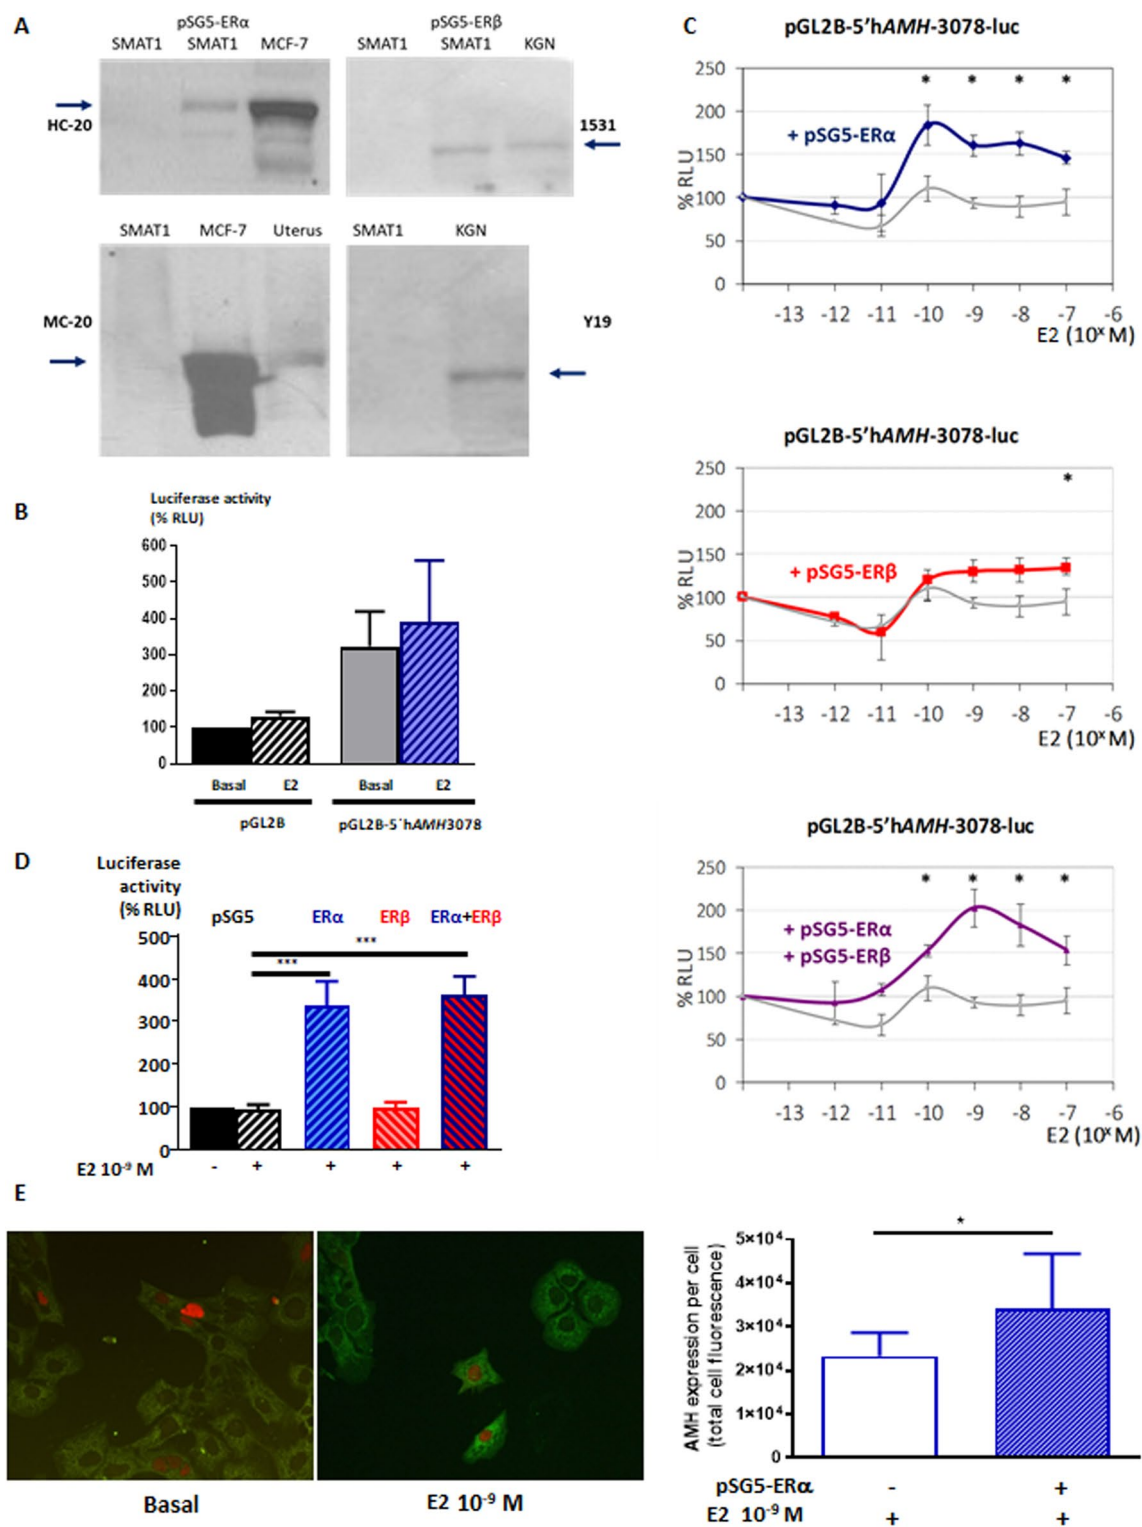 A
pSG5-ERα
SMAT1 SMAT1 MCF-7
HC-20
pSG5-ERβ
SMAT1 SMAT1 KGN
1531
SMAT1 MCF-7 Uterus
MC-20
SMAT1 KGN
Y19
B
Luciferase activity
(% RLU)
600
500
400
300
200
100
0
Basal E2 Basal E2
pGL2B pGL2B-5'hAMH3078
C
pGL2B-5'hAMH-3078-luc
250
200
150
100
50
0
% RLU
* * * *
+ pSG5-ERα
-13 -12 -11 -10 -9 -8 -7 -6
E2 (10ˣ M)
pGL2B-5'hAMH-3078-luc
250
200
150
100
50
0
% RLU
*
+ pSG5-ERβ
-13 -12 -11 -10 -9 -8 -7 -6
E2 (10ˣ M)
pGL2B-5'hAMH-3078-luc
250
200
150
100
50
0
% RLU
* * * *
+ pSG5-ERα
+ pSG5-ERβ
-13 -12 -11 -10 -9 -8 -7 -6
E2 (10ˣ M)
D
Luciferase
activity
(% RLU)
pSG5 ERα ERβ ERα+ERβ
500
400
300
200
100
0
***
***
E2 10⁻⁹ M - + + + +
E
Basal
E2 10⁻⁹ M
AMH expression per cell
(total cell fluorescence)
5×10⁴
4×10⁴
3×10⁴
2×10⁴
1×10⁴
0
*
pSG5-ERα - +
E2 10⁻⁹ M + +